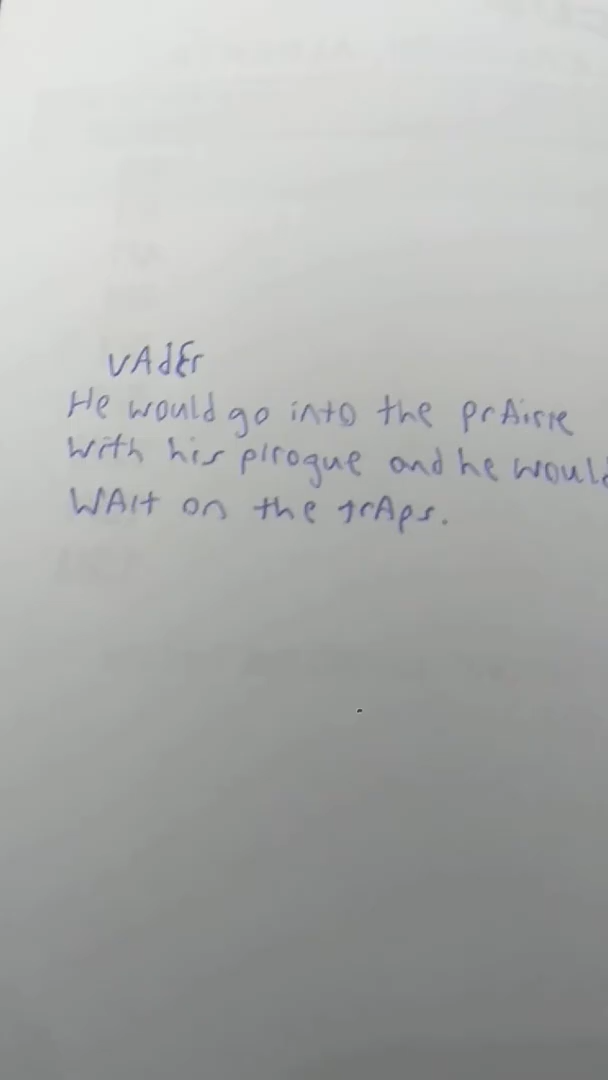 VAdEr
He would go into the prAirie
with his pirogue and he would
WAit on the trAps.